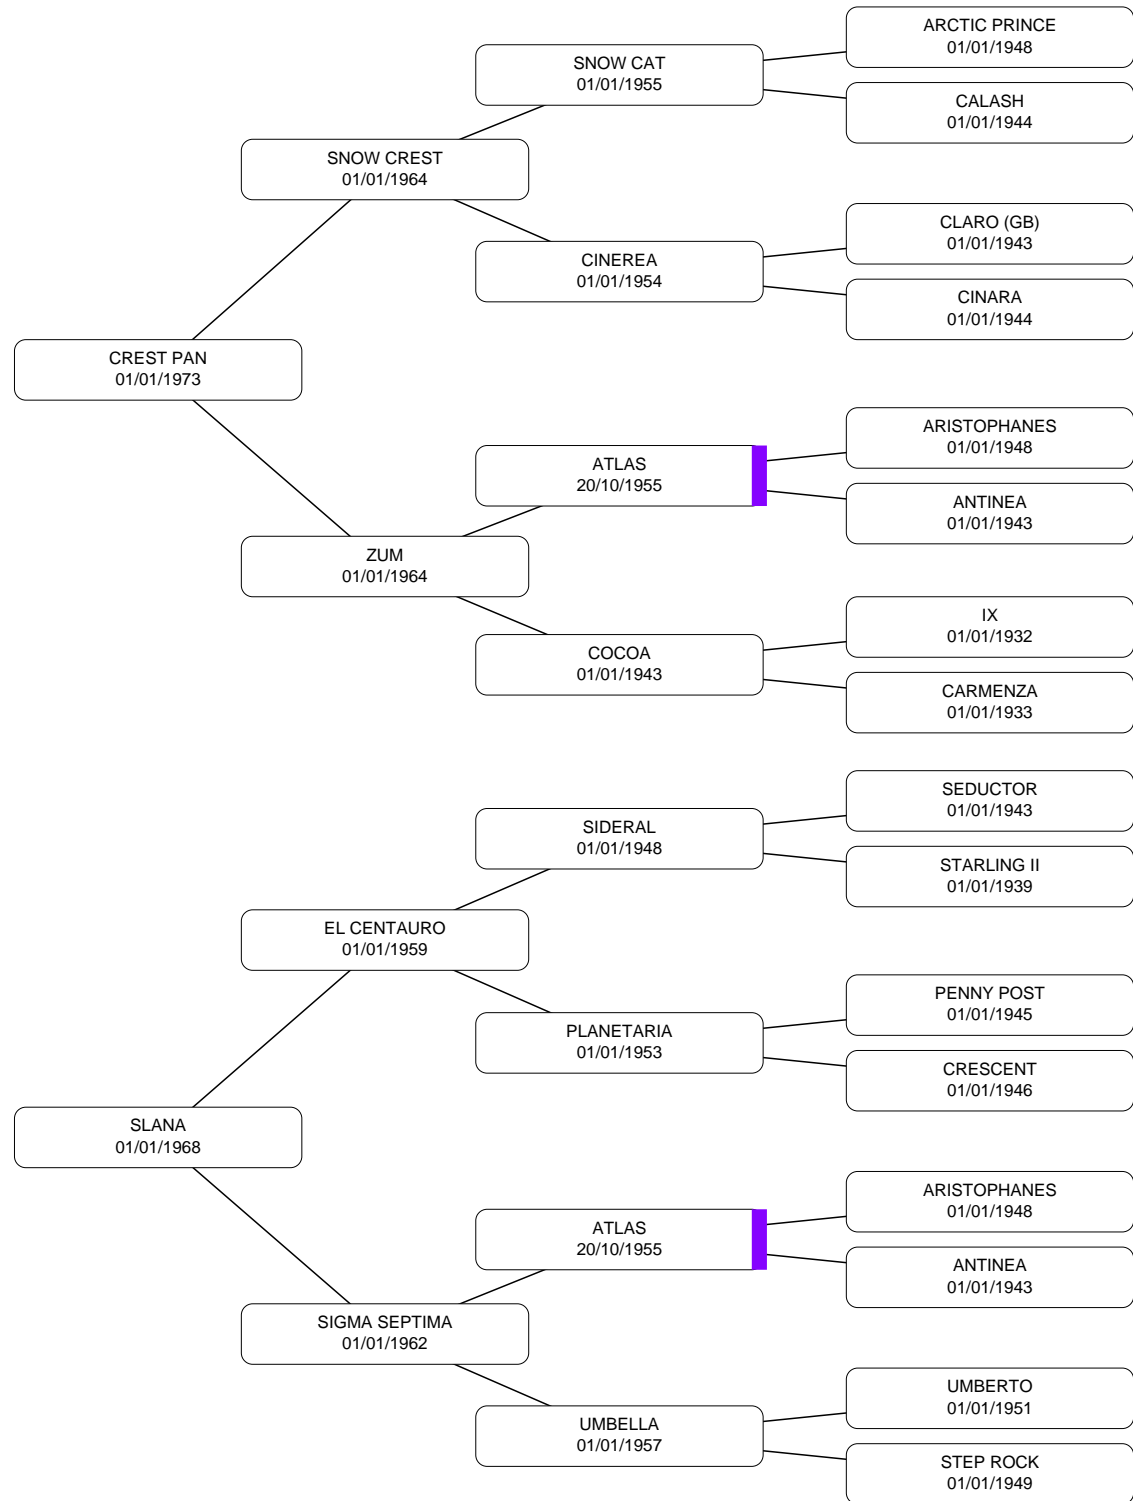 ARCTIC PRINCE
01/01/1948
SNOW CAT
01/01/1955
CALASH
01/01/1944
SNOW CREST
01/01/1964
CLARO (GB)
01/01/1943
CINEREA
01/01/1954
CINARA
01/01/1944
CREST PAN
01/01/1973
ARISTOPHANES
01/01/1948
ATLAS
20/10/1955
ANTINEA
01/01/1943
ZUM
01/01/1964
IX
01/01/1932
COCOA
01/01/1943
CARMENZA
01/01/1933
SEDUCTOR
01/01/1943
SIDERAL
01/01/1948
STARLING II
01/01/1939
EL CENTAURO
01/01/1959
PENNY POST
01/01/1945
PLANETARIA
01/01/1953
CRESCENT
01/01/1946
SLANA
01/01/1968
ARISTOPHANES
01/01/1948
ATLAS
20/10/1955
ANTINEA
01/01/1943
SIGMA SEPTIMA
01/01/1962
UMBERTO
01/01/1951
UMBELLA
01/01/1957
STEP ROCK
01/01/1949